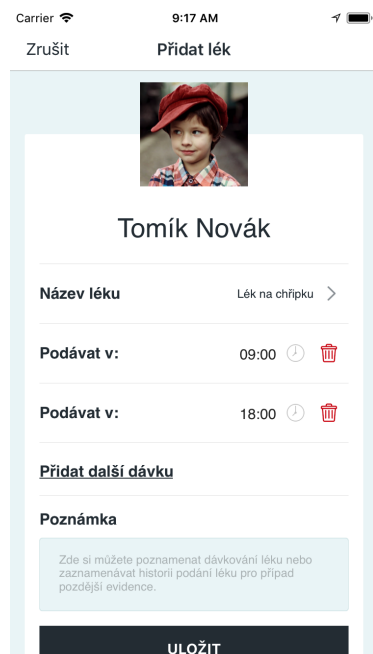 Carrier 9:17 AM
Zrušit Přidat lék
Tomík Novák
Název léku Lék na chřipku
Podávat v: 09:00
Podávat v: 18:00
Přidat další dávku
Poznámka
Zde si můžete poznamenat dávkování léku nebo
zaznamenávat historii podání léku pro případ
pozdější evidence.
ULOŽIT